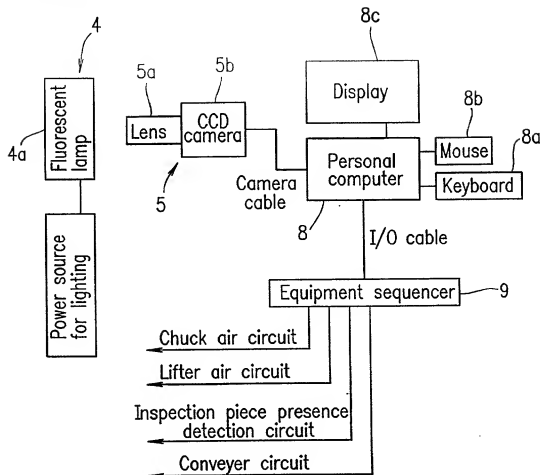 4
5a
5b
8c
Fluorescent
lamp
4a
Lens
CCD
camera
5
Display
8b
Mouse
8a
Keyboard
Personal
computer
Camera
cable
8
I/O cable
Power source
for lighting
Equipment sequencer
9
Chuck air circuit
Lifter air circuit
Inspection piece presence
detection circuit
Conveyer circuit